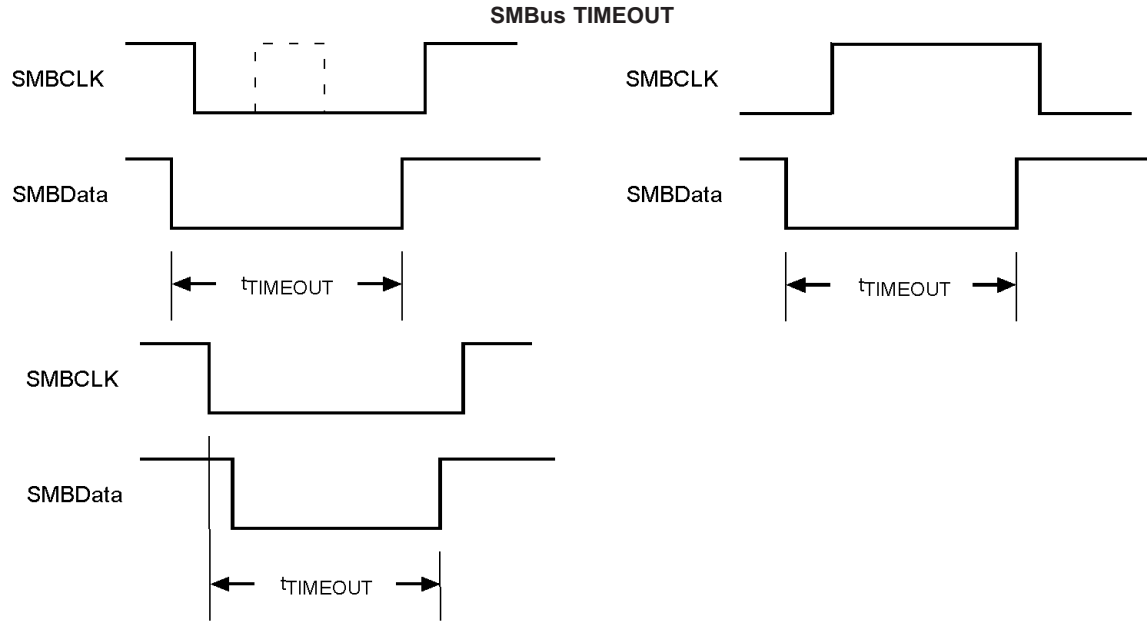 SMBus TIMEOUT
SMBCLK
SMBData
tTIMEOUT
SMBCLK
SMBData
tTIMEOUT
SMBCLK
SMBData
tTIMEOUT